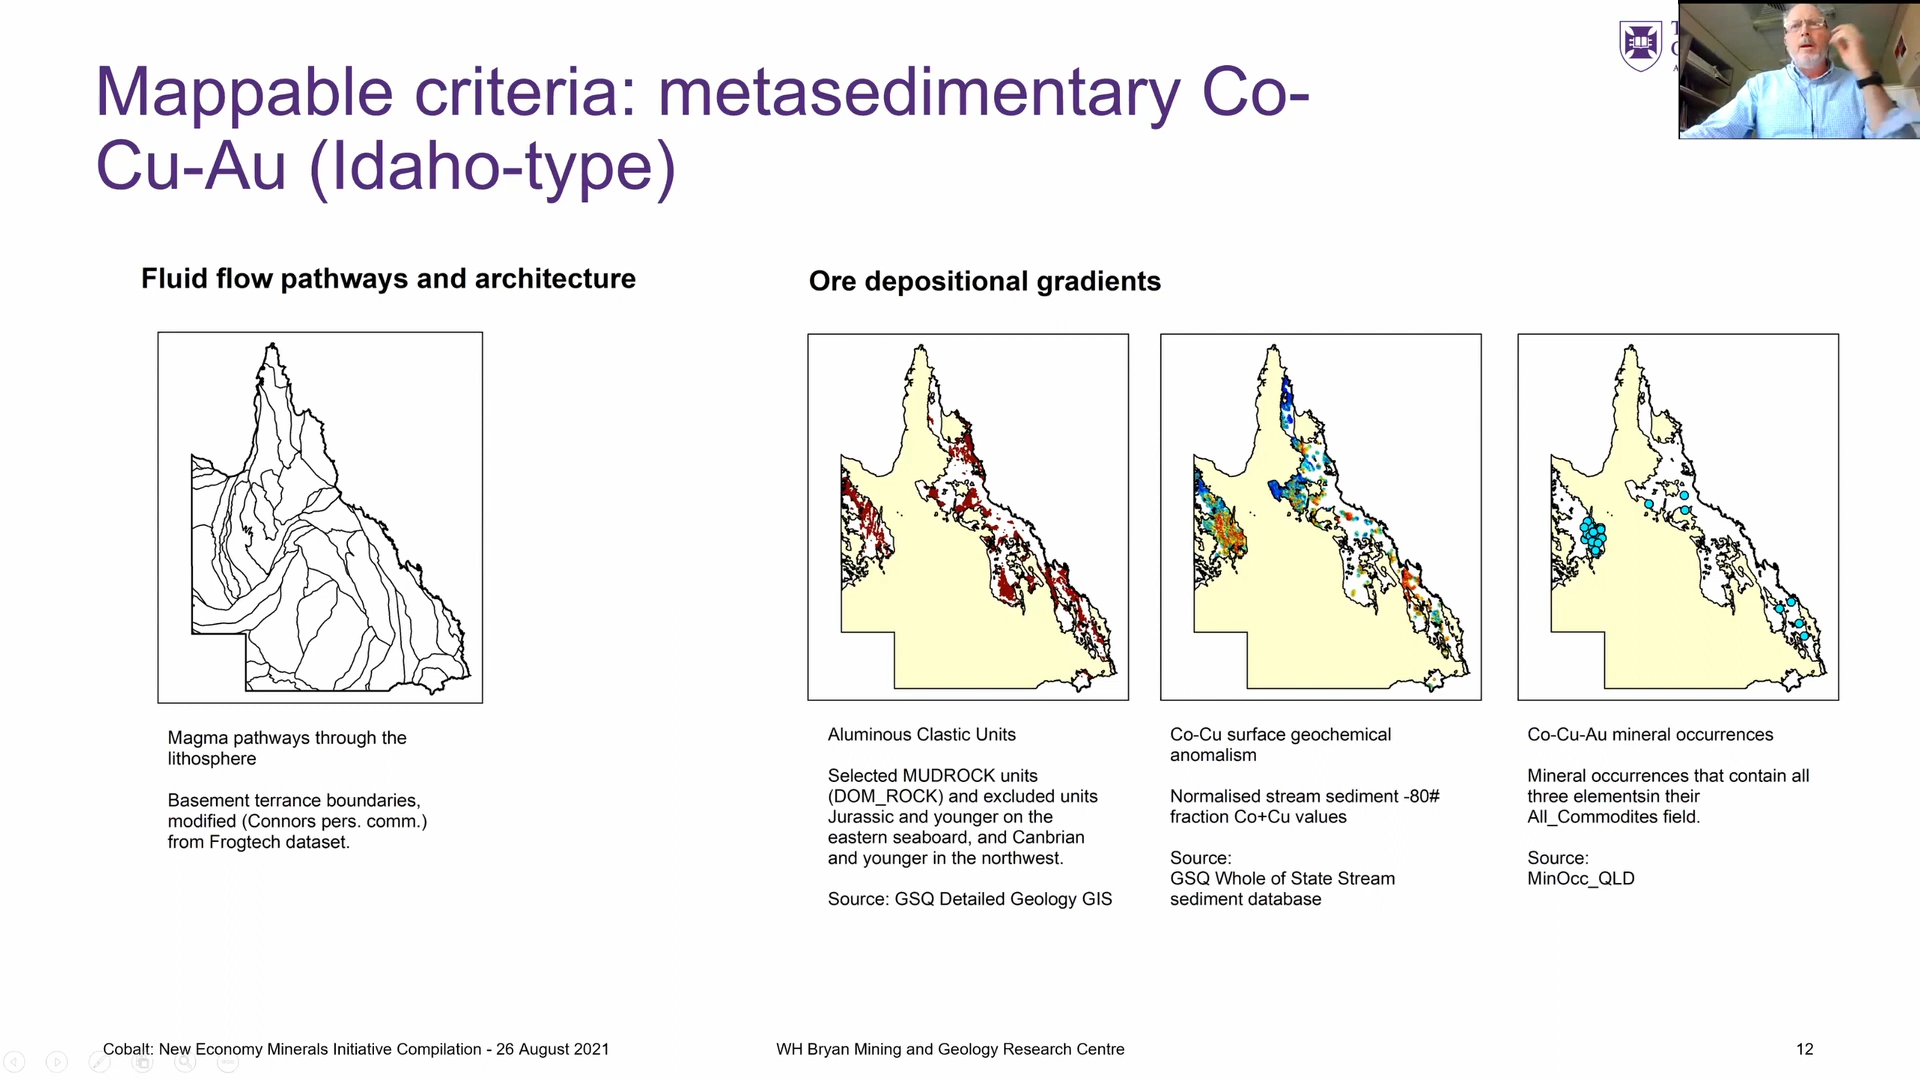 Mappable criteria: metasedimentary Co-
Cu-Au (Idaho-type)
Fluid flow pathways and architecture
Magma pathways through the
lithosphere
Basement terrance boundaries,
modified (Connors pers. comm.)
from Frogtech dataset.
Ore depositional gradients
Aluminous Clastic Units
Selected MUDROCK units
(DOM_ROCK) and excluded units
Jurassic and younger on the
eastern seaboard, and Canbrian
and younger in the northwest.
Source: GSQ Detailed Geology GIS
Co-Cu surface geochemical
anomalism
Normalised stream sediment -80#
fraction Co+Cu values
Source:
GSQ Whole of State Stream
sediment database
Co-Cu-Au mineral occurrences
Mineral occurrences that contain all
three elementsin their
All_Commodites field.
Source:
MinOcc_QLD
Cobalt: New Economy Minerals Initiative Compilation - 26 August 2021
WH Bryan Mining and Geology Research Centre
12